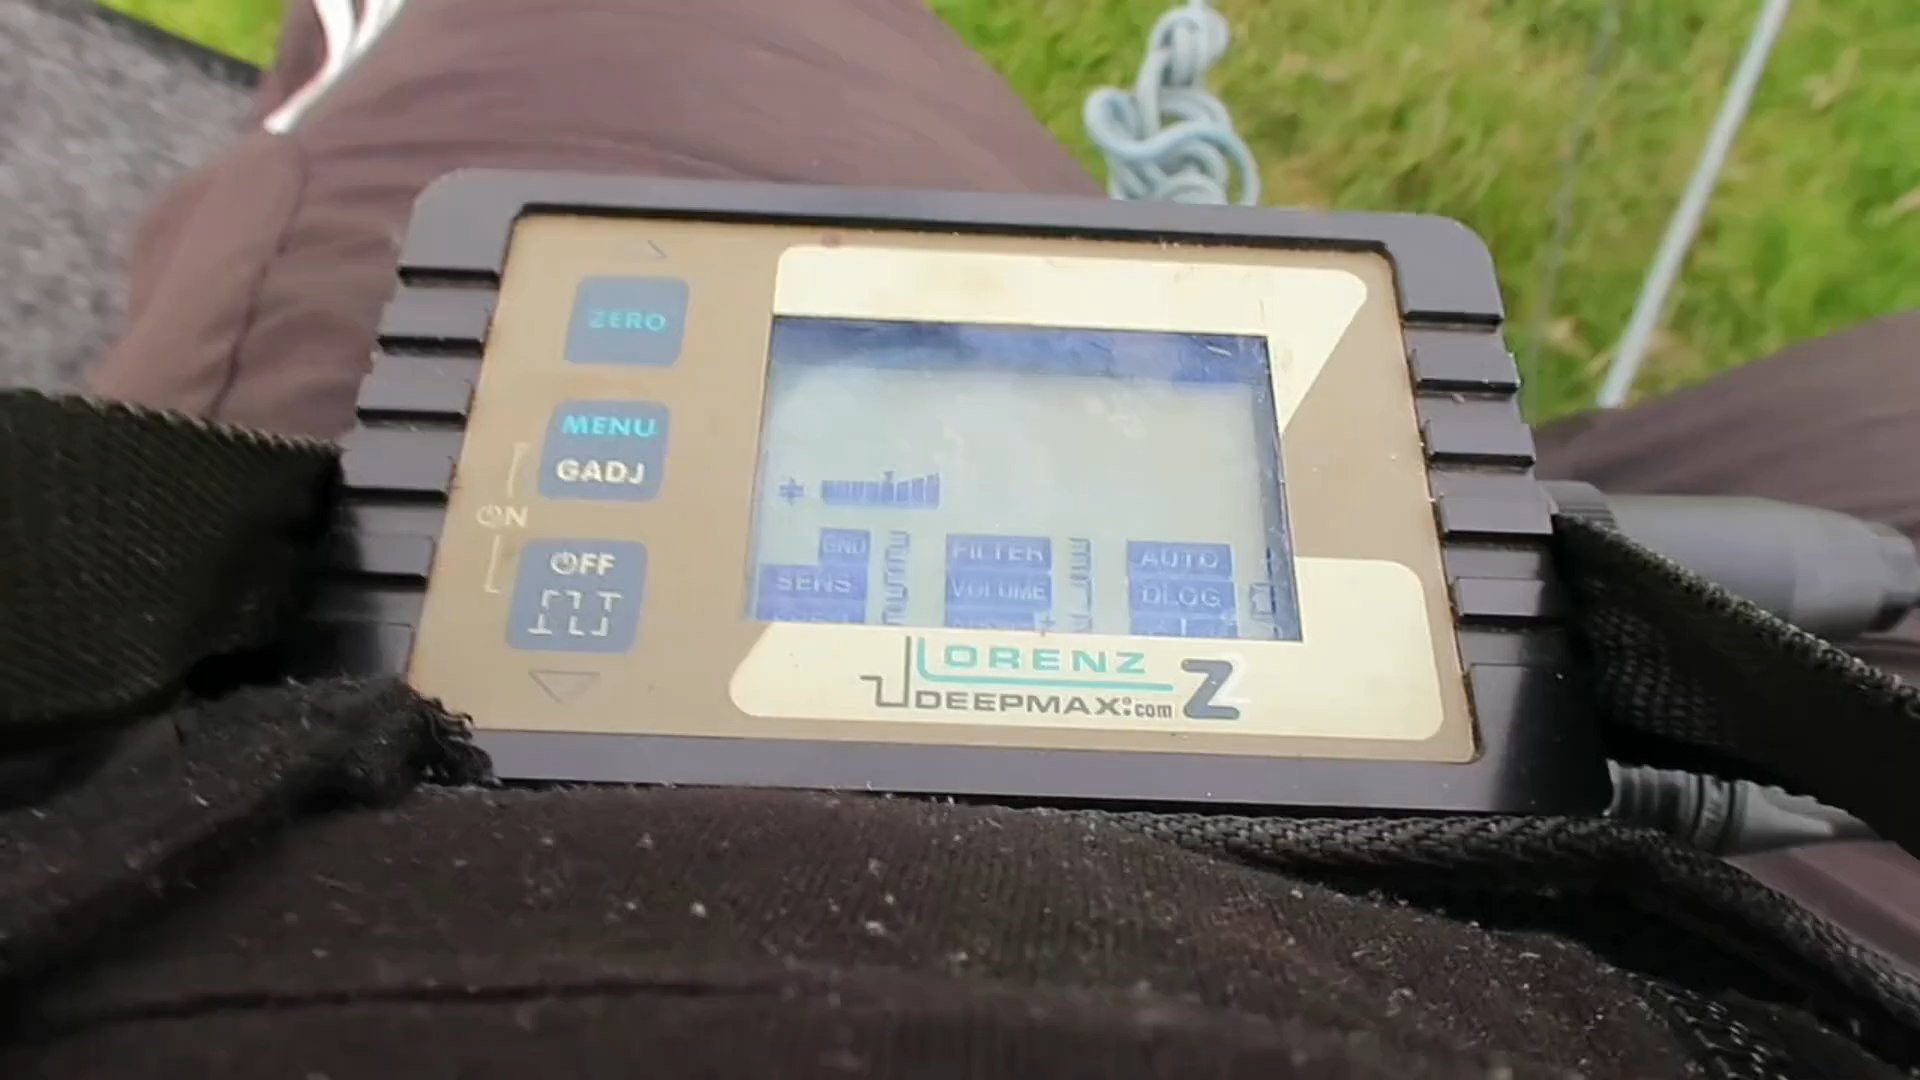 ZERO
MENU
GADJ
ON
OFF
GND
SENS
FILTER
VOLUME
AUTO
DLOG
LORENZ
DEEPMAX
.com
Z